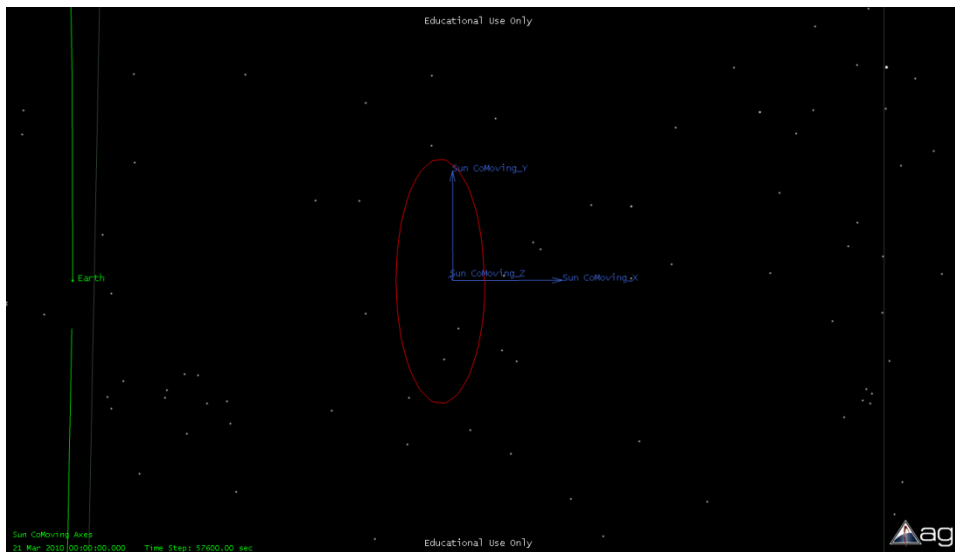 Educational Use Only
Sun CoMoving_Y
Sun CoMoving_Z
Sun CoMoving_X
Earth
Sun CoMoving Axes
21 Mar 2010 00:00:00.000 Time Step: 57600.00 sec
Educational Use Only
ag